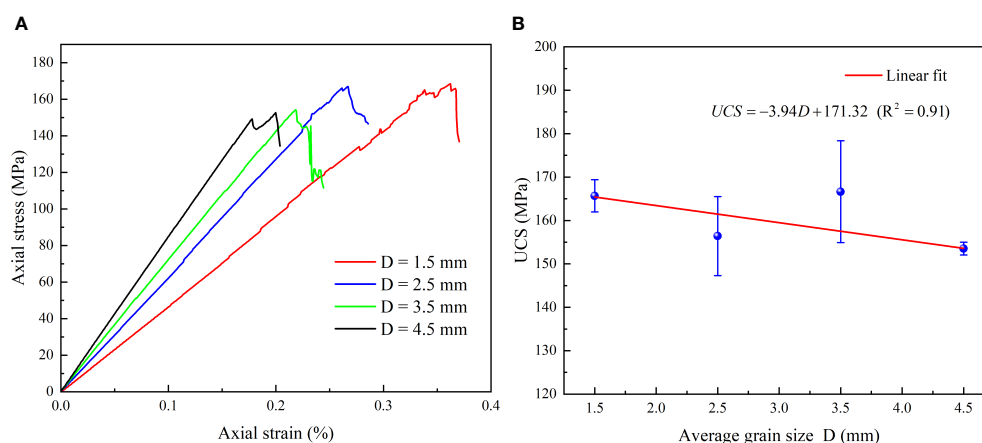 A
B
180
160
140
120
100
80
60
40
20
0
Axial stress (MPa)
0.0 0.1 0.2 0.3 0.4
Axial strain (%)
D = 1.5 mm
D = 2.5 mm
D = 3.5 mm
D = 4.5 mm
200
190
180
170
160
150
140
130
120
UCS (MPa)
Linear fit
UCS = −3.94D + 171.32 (R² = 0.91)
1.5 2.0 2.5 3.0 3.5 4.0 4.5
Average grain size D (mm)